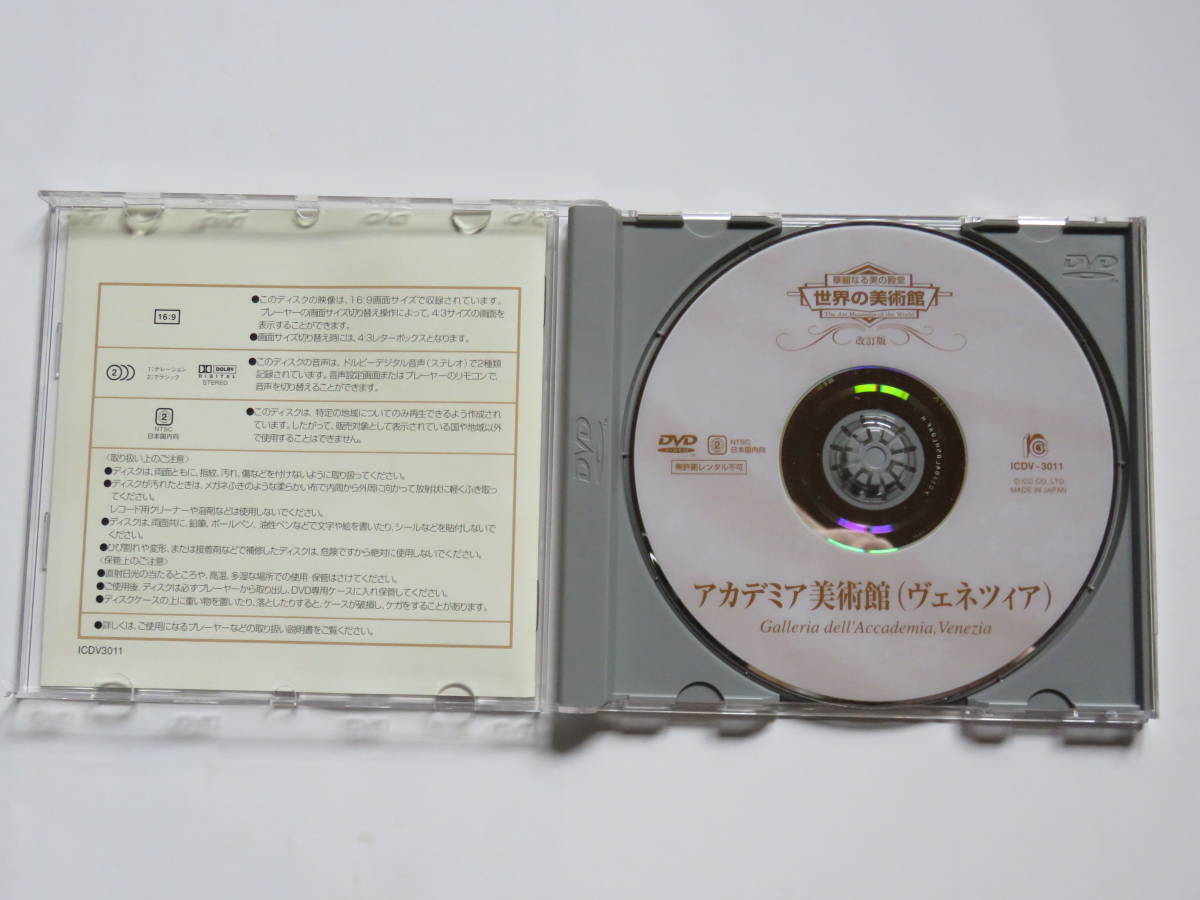 16:9
●このディスクの映像は、16:9画面サイズで収録されています。
プレーヤーの画面サイズ切り替え操作によって、4:3サイズの画面を
表示することができます。
●画面サイズ切り替え時には、4:3レターボックスとなります。
2
1:ナレーション
2:クラシック
DOLBY
DIGITAL
STEREO
●このディスクの音声は、ドルビーデジタル音声(ステレオ)で2種類
記録されています。音声設定画面またはプレーヤーのリモコンで、
音声を切り替えることができます。
2
NTSC
日本国内向
●このディスクは、特定の地域についてのみ再生できるよう作成され
ています。したがって、販売対象として表示されている国や地域以外
で使用することはできません。
〈取り扱い上のご注意〉
●ディスクは、両面ともに、指紋、汚れ、傷などを付けないように取り扱ってください。
●ディスクが汚れたときは、メガネふきのような柔らかい布で内周から外周に向かって放射状に軽くふき取っ
てください。
レコード用クリーナーや溶剤などは使用しないでください。
●ディスクは、両面共に、鉛筆、ボールペン、油性ペンなどで文字や絵を書いたり、シールなどを貼付しないで
ください。
●ひび割れや変形、または接着剤などで補修したディスクは、危険ですから絶対に使用しないでください。
〈保管上のご注意〉
●直射日光の当たるところや、高温、多湿な場所での使用・保管はさけてください。
●ご使用後、ディスクは必ずプレーヤーから取り出し、DVD専用ケースに入れ保管してください。
●ディスクケースの上に重い物を置いたり、落としたりすると、ケースが破損し、ケガをすることがあります。
●詳しくは、ご使用になるプレーヤーなどの取り扱い説明書をご覧ください。
ICDV3011
DVD
DVD
華麗なる美の殿堂
世界の美術館
The Art Museums of the World
改訂版
DVD
VIDEO
2
NTSC
日本国内向
無許諾レンタル不可
ICDV-3011
©ICC CO.,LTD.
MADE IN JAPAN
アカデミア美術館(ヴェネツィア)
Galleria dell'Accademia,Venezia